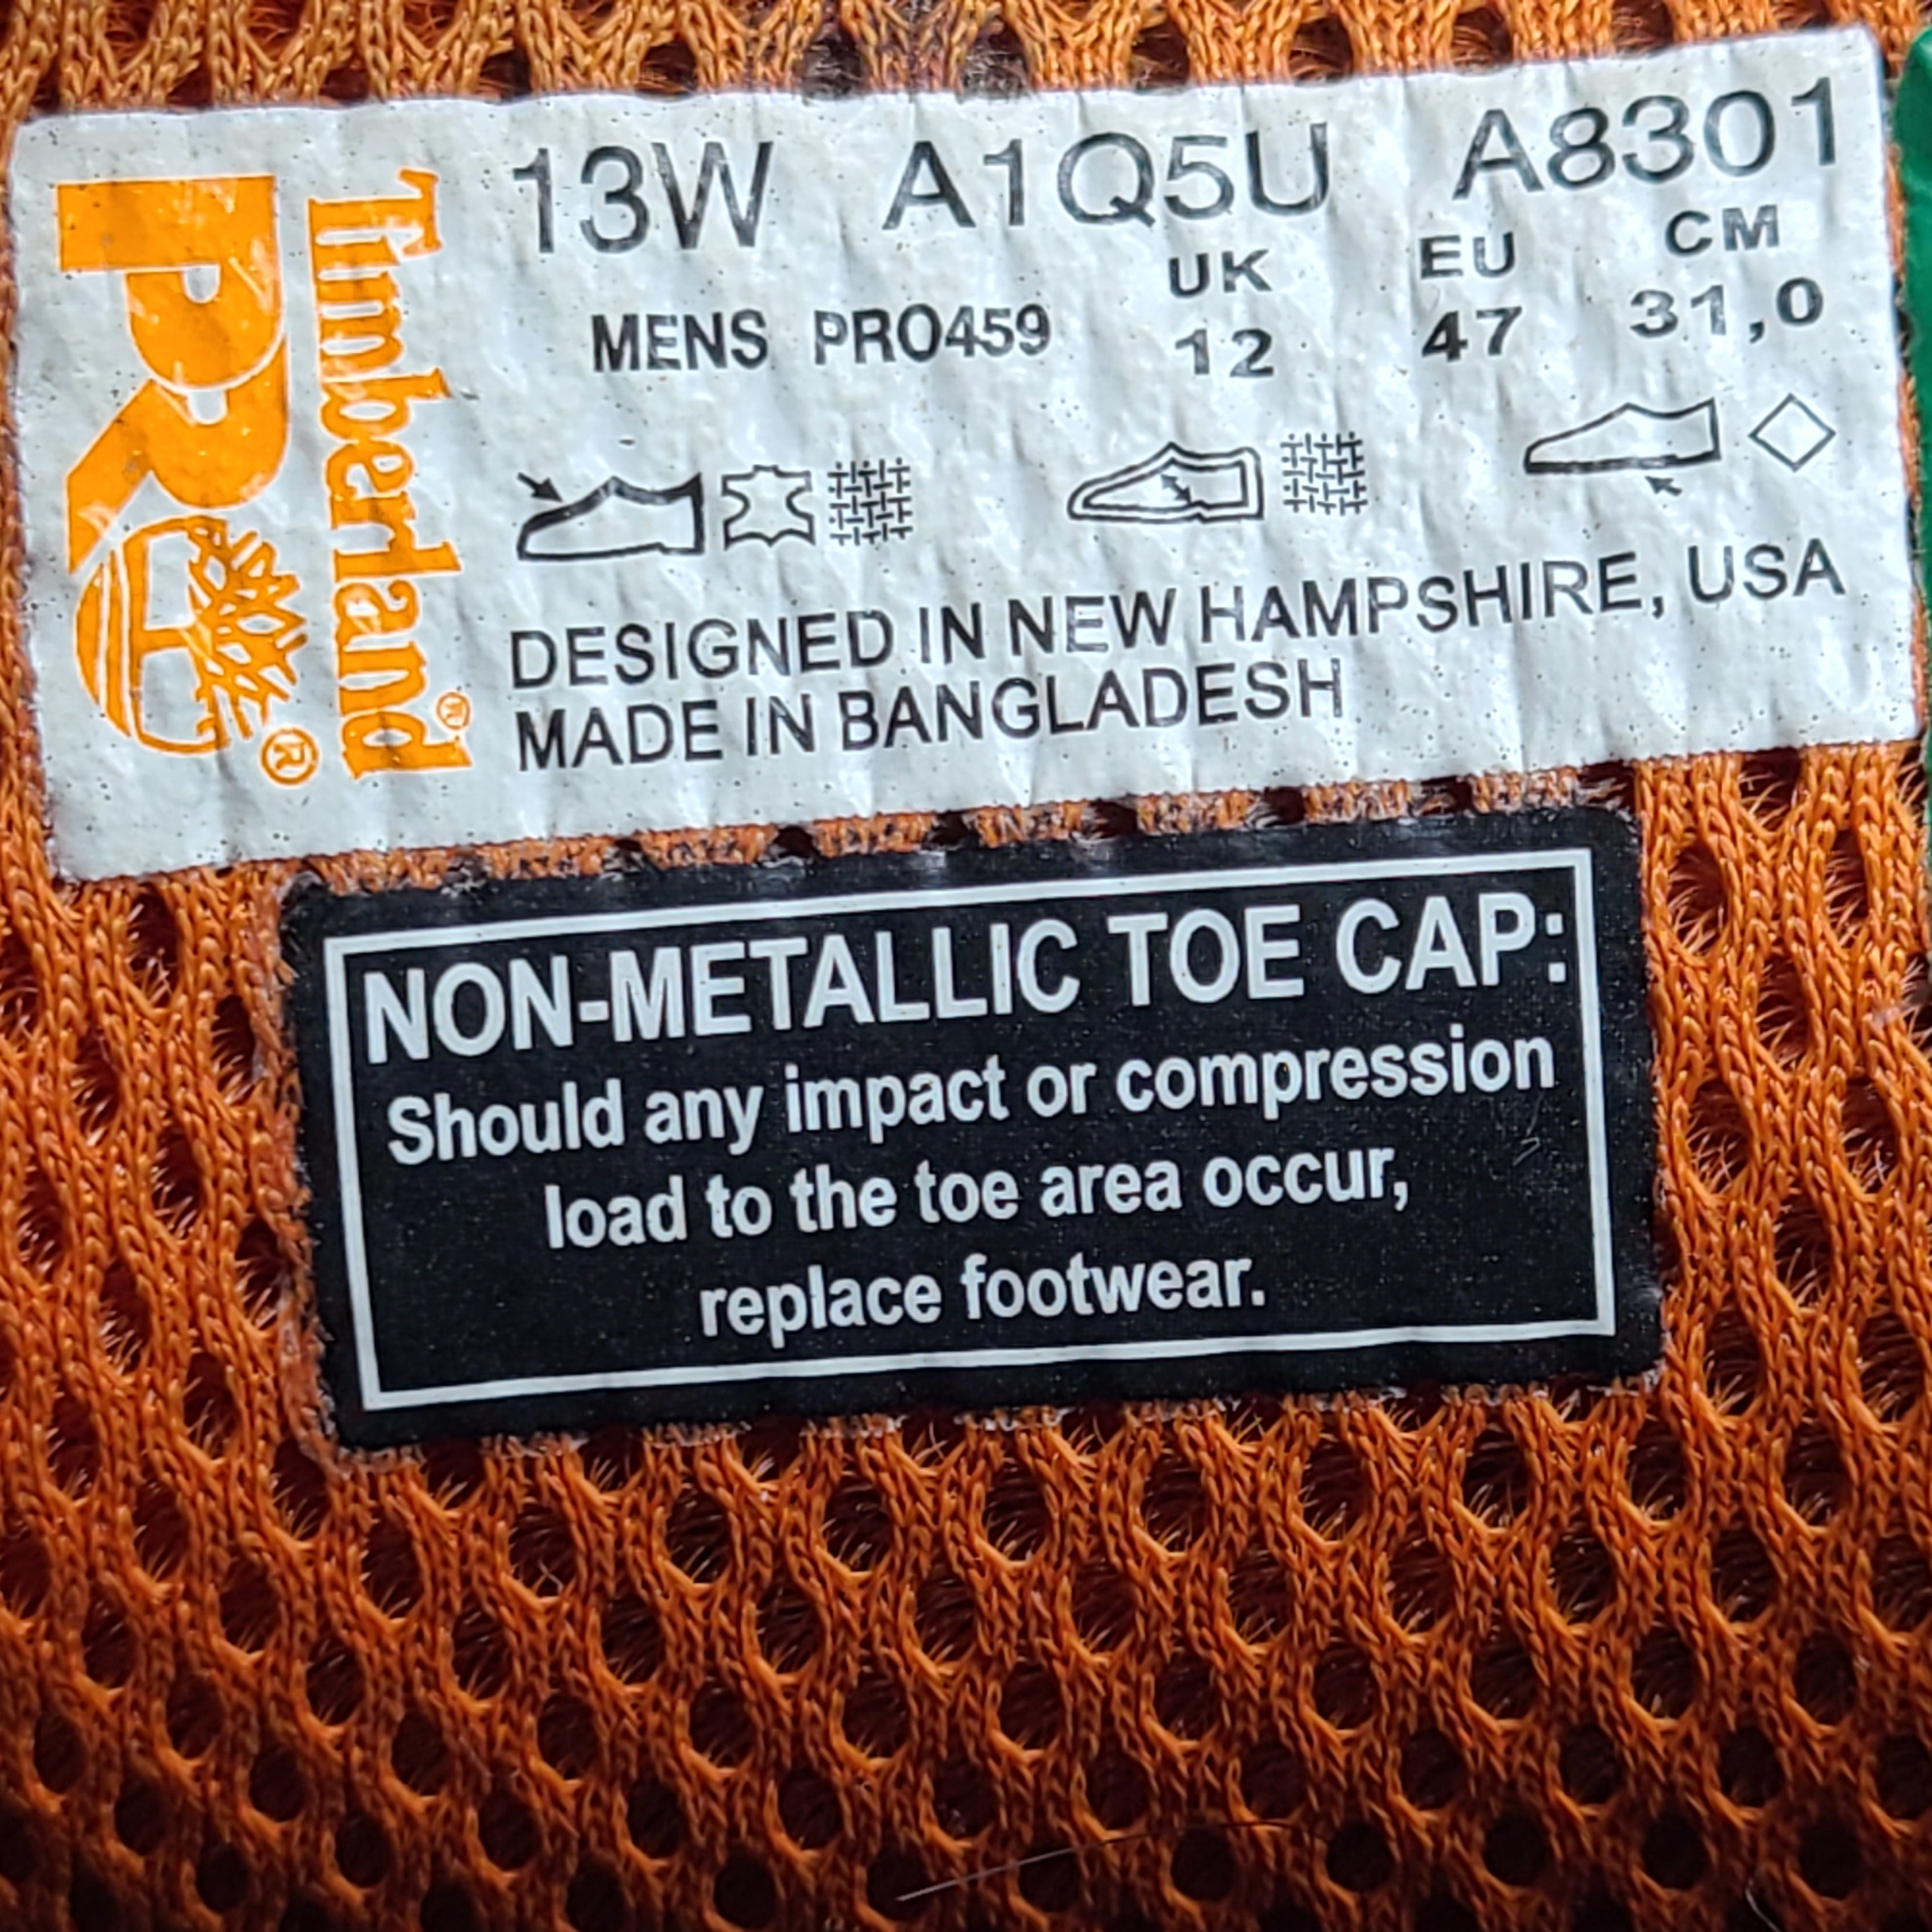 PRO®
Timberland®
13W A1Q5U A8301
MENS PRO459
UK EU CM
12 47 31,0
DESIGNED IN NEW HAMPSHIRE, USA
MADE IN BANGLADESH
NON-METALLIC TOE CAP:
Should any impact or compression
load to the toe area occur,
replace footwear.